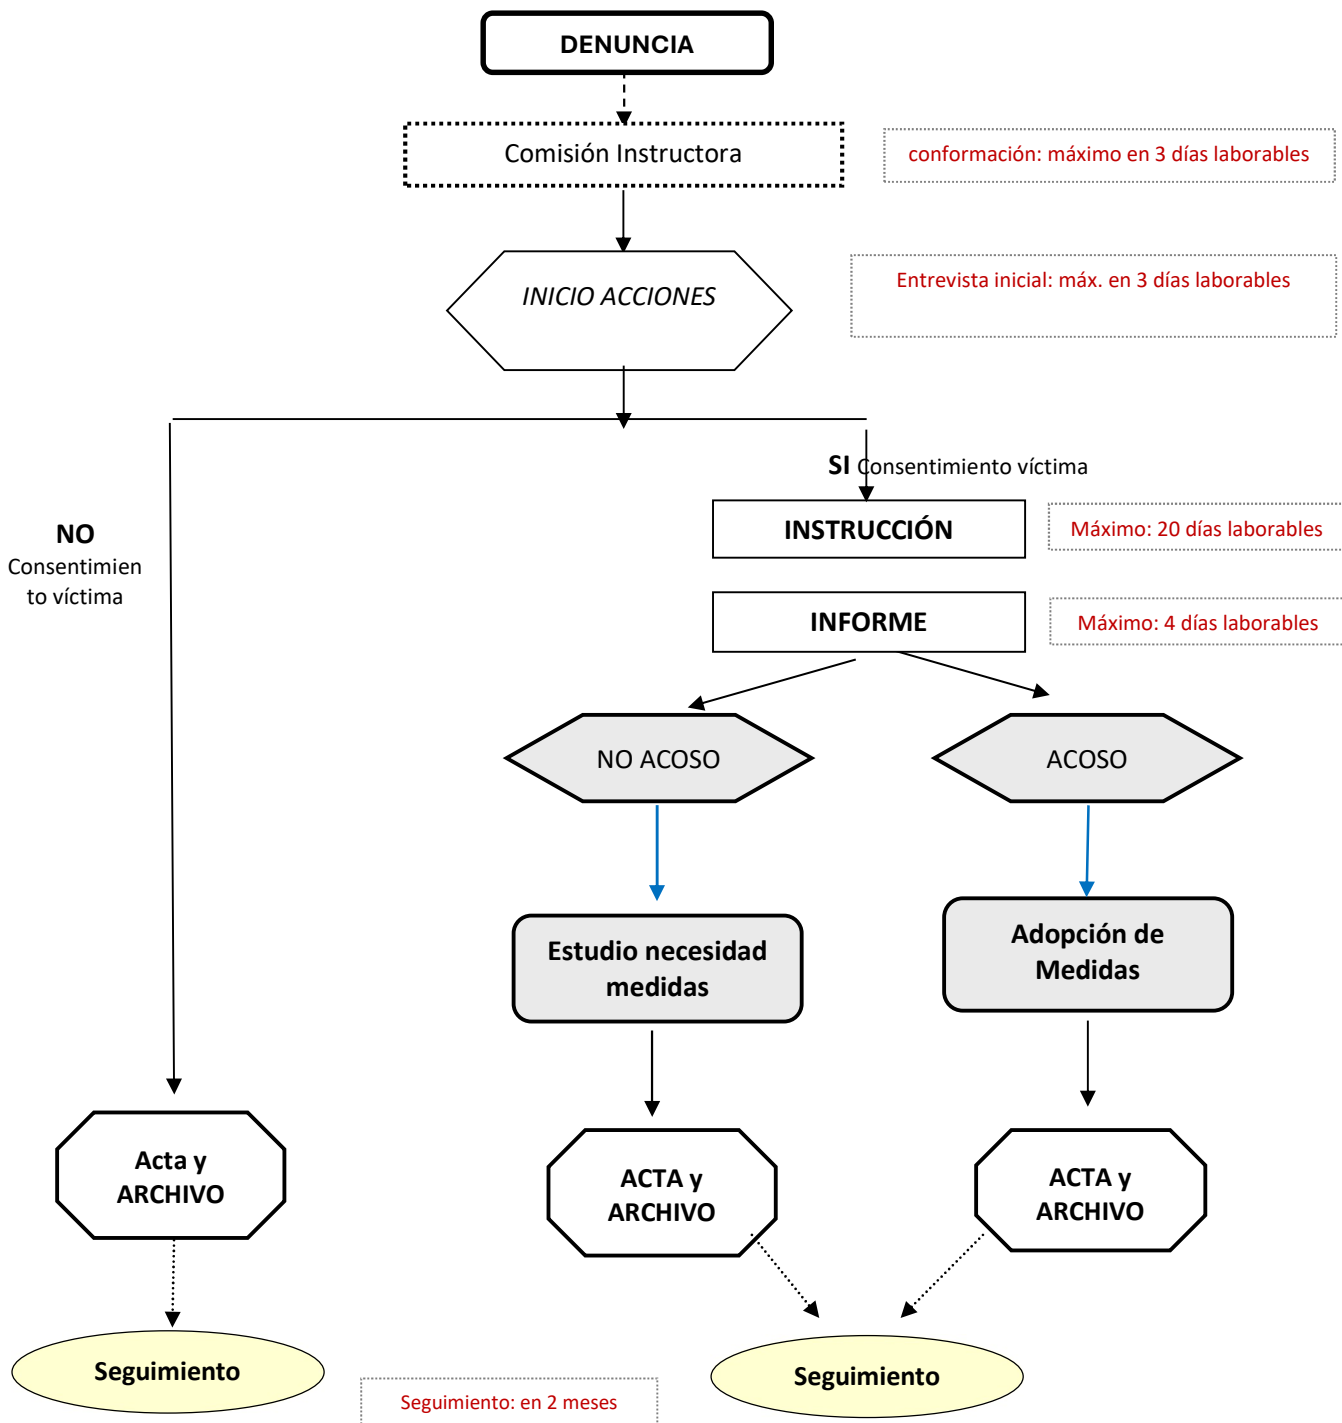 DENUNCIA
Comisión Instructora
conformación: máximo en 3 días laborables
INICIO ACCIONES
Entrevista inicial: máx. en 3 días laborables
SI Consentimiento víctima
NO
Consentimien
to víctima
INSTRUCCIÓN
Máximo: 20 días laborables
INFORME
Máximo: 4 días laborables
NO ACOSO
ACOSO
Estudio necesidad
medidas
Adopción de
Medidas
Acta y
ARCHIVO
ACTA y
ARCHIVO
ACTA y
ARCHIVO
Seguimiento
Seguimiento
Seguimiento: en 2 meses